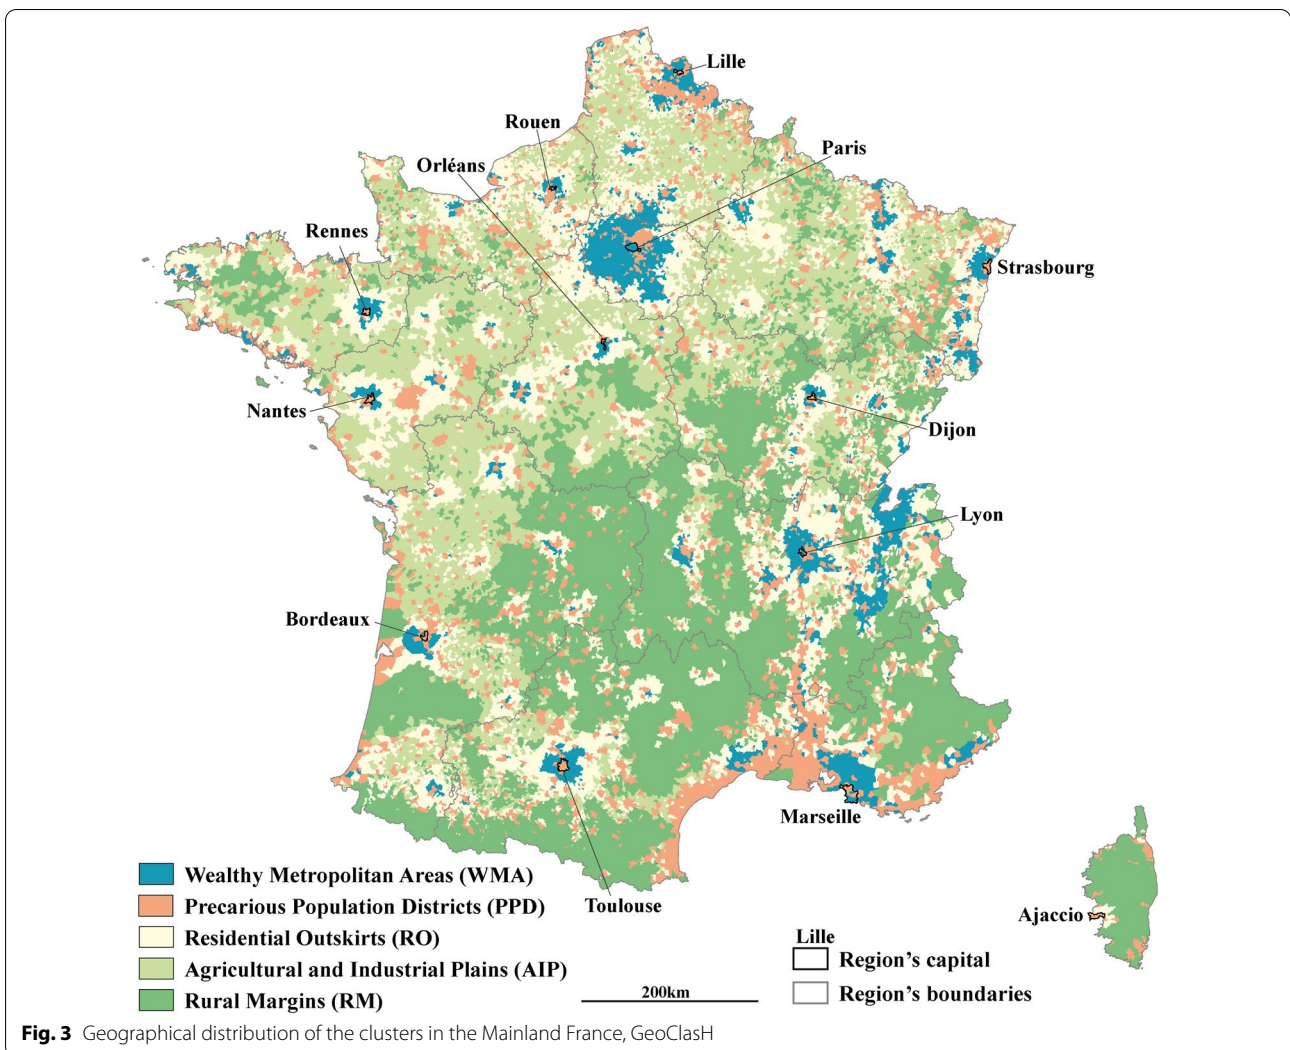 Lille
Rouen
Paris
Orléans
Rennes
Strasbourg
Nantes
Dijon
Lyon
Bordeaux
Marseille
Toulouse
Ajaccio
Wealthy Metropolitan Areas (WMA)
Precarious Population Districts (PPD)
Residential Outskirts (RO)
Agricultural and Industrial Plains (AIP)
Rural Margins (RM)
200km
Lille
Region's capital
Region's boundaries
Fig. 3 Geographical distribution of the clusters in the Mainland France, GeoClasH